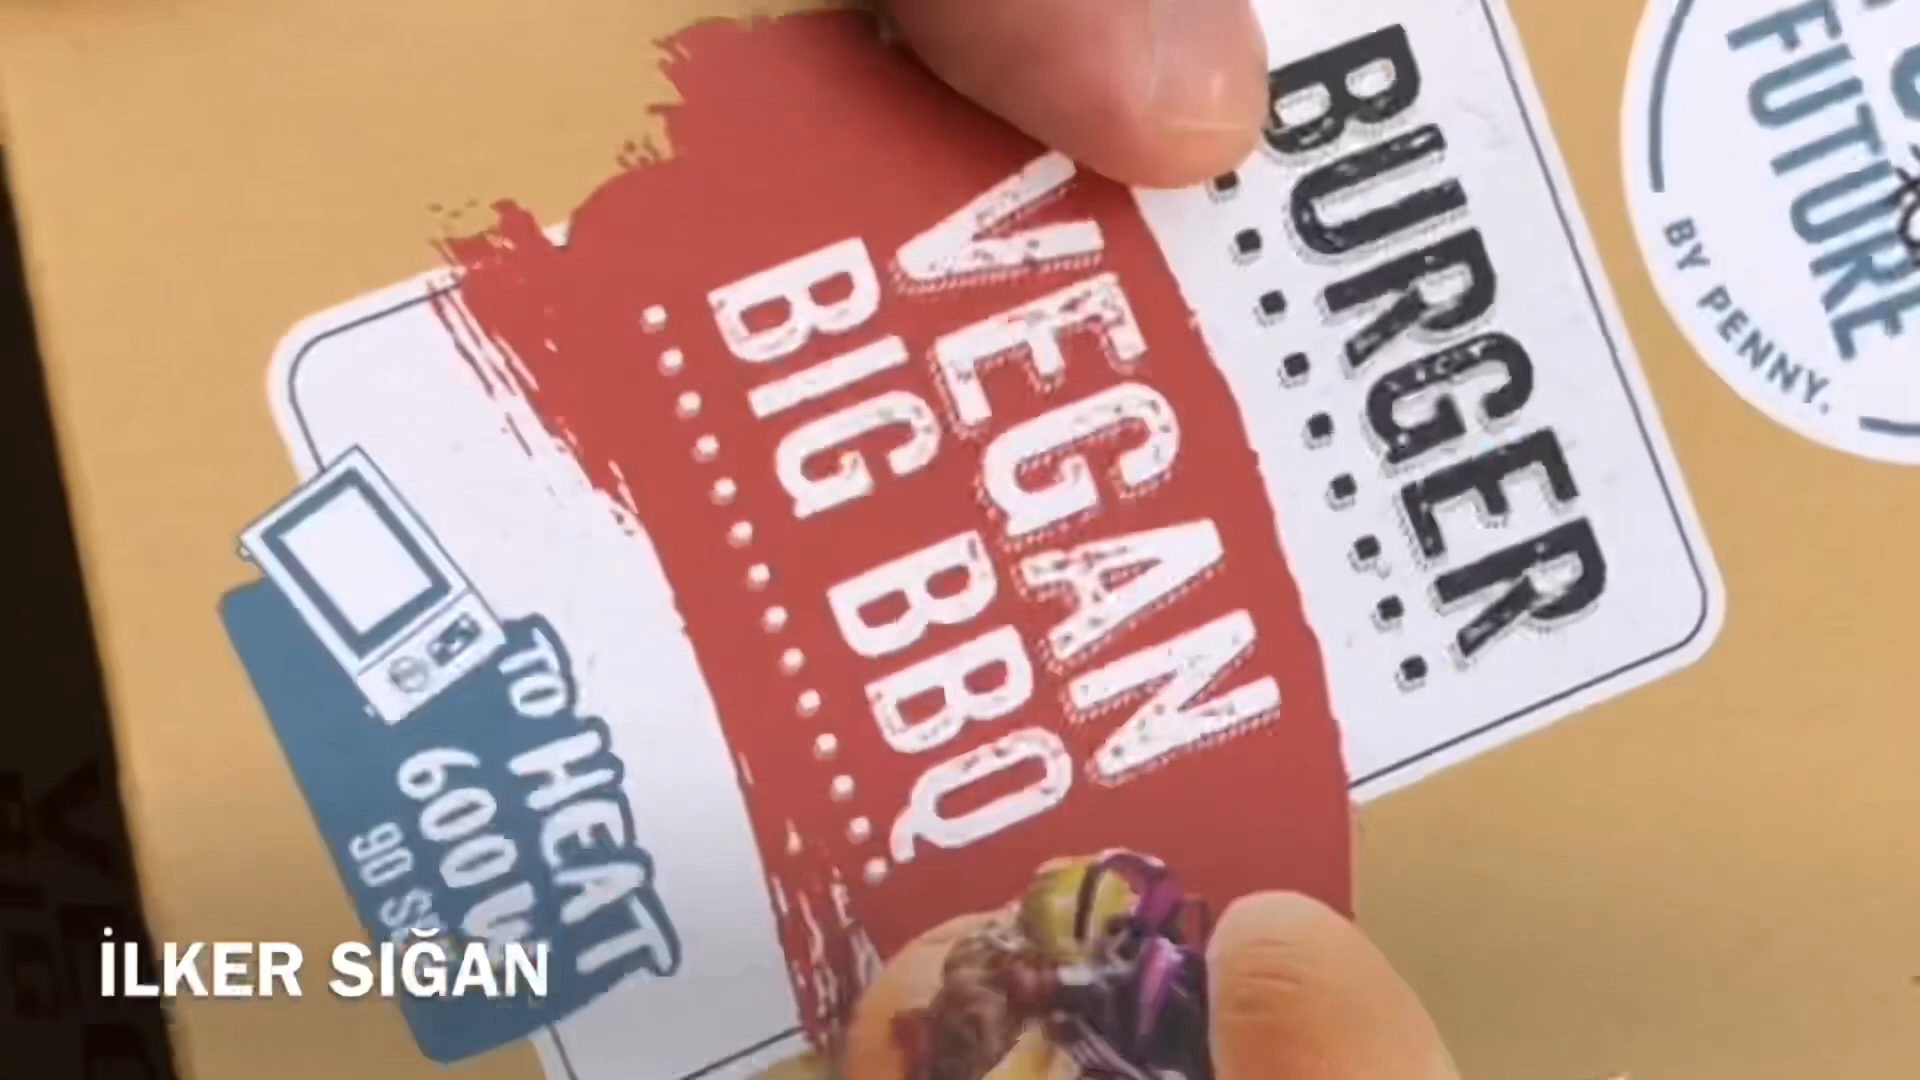 BURGER
VEGAN
BIG BBQ
TO HEAT
600 W
90
FUTURE
BY PENNY.
İLKER SIĞAN